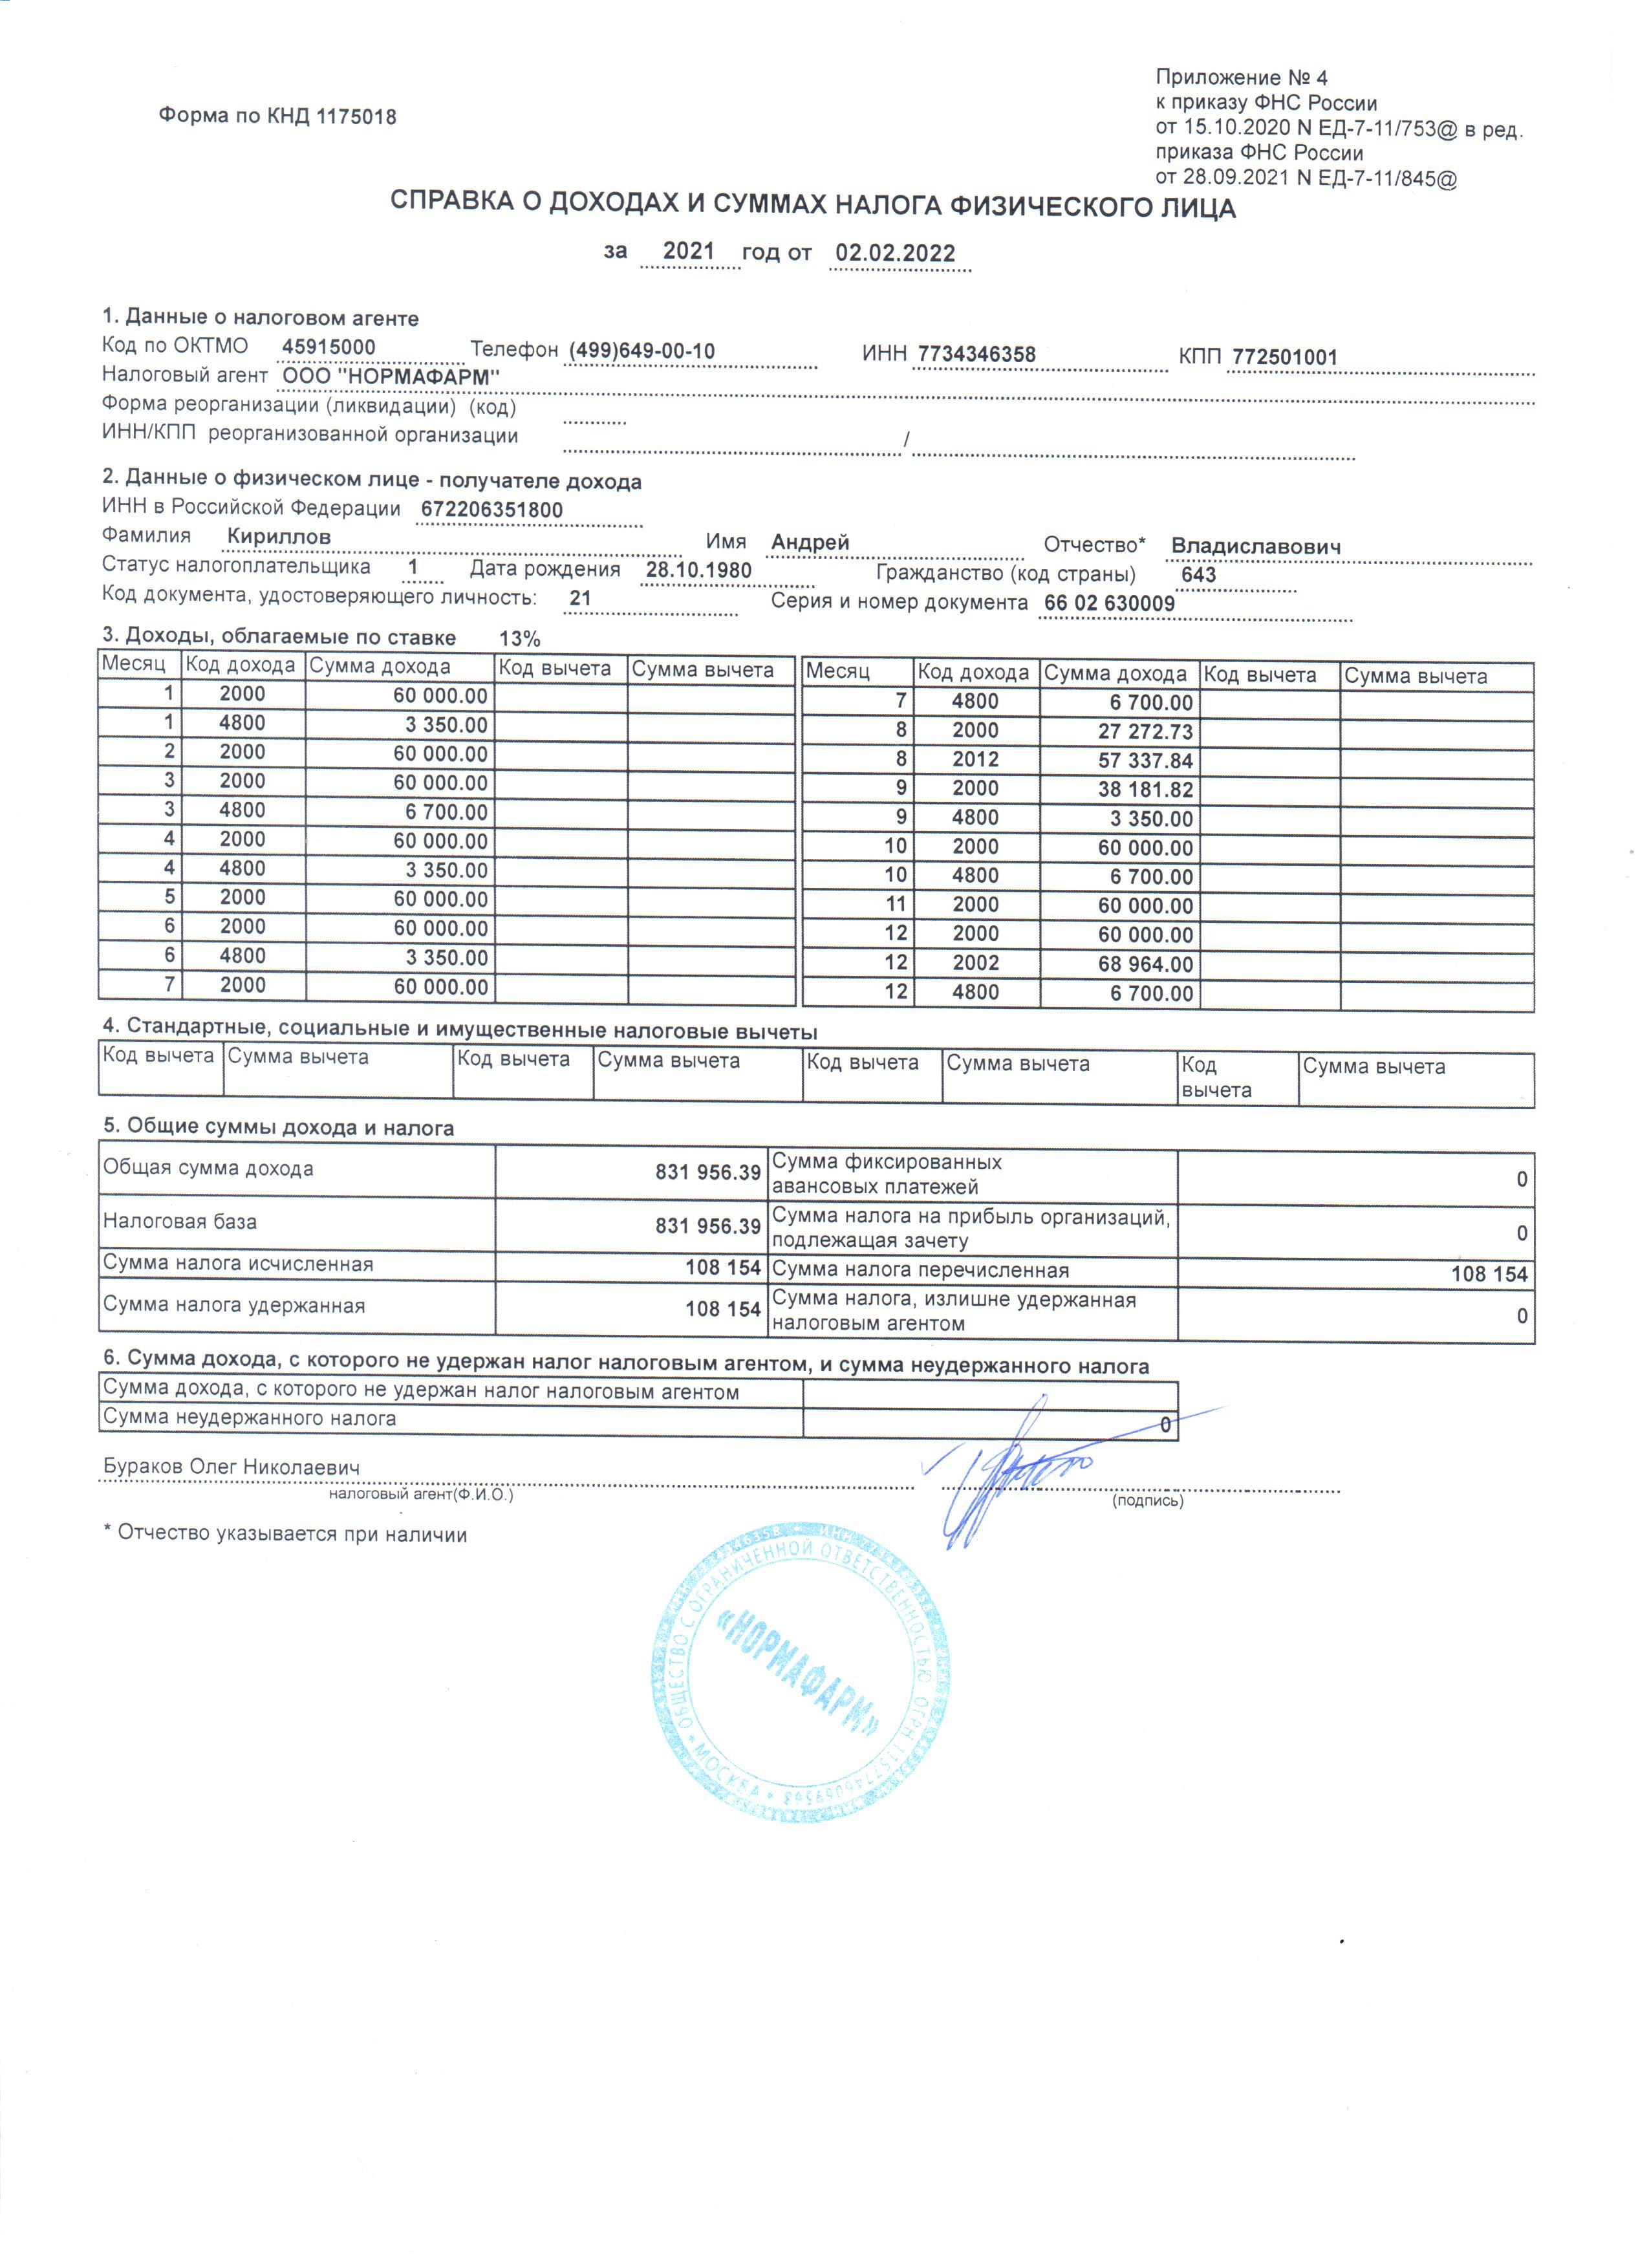 Форма по КНД 1175018
Приложение № 4
к приказу ФНС России
от 15.10.2020 N ЕД-7-11/753@ в ред.
приказа ФНС России
от 28.09.2021 N ЕД-7-11/845@
СПРАВКА О ДОХОДАХ И СУММАХ НАЛОГА ФИЗИЧЕСКОГО ЛИЦА
за 2021 год от 02.02.2022
1. Данные о налоговом агенте
Код по ОКТМО 45915000 Телефон (499)649-00-10 ИНН 7734346358 КПП 772501001
Налоговый агент ООО "НОРМАФАРМ"
Форма реорганизации (ликвидации) (код)
ИНН/КПП реорганизованной организации /
2. Данные о физическом лице - получателе дохода
ИНН в Российской Федерации 672206351800
Фамилия Кириллов Имя Андрей Отчество* Владиславович
Статус налогоплательщика 1 Дата рождения 28.10.1980 Гражданство (код страны) 643
Код документа, удостоверяющего личность: 21 Серия и номер документа 66 02 630009
3. Доходы, облагаемые по ставке 13%
Месяц Код дохода Сумма дохода Код вычета Сумма вычета Месяц Код дохода Сумма дохода Код вычета Сумма вычета
1 2000 60 000.00 7 4800 6 700.00
1 4800 3 350.00 8 2000 27 272.73
2 2000 60 000.00 8 2012 57 337.84
3 2000 60 000.00 9 2000 38 181.82
3 4800 6 700.00 9 4800 3 350.00
4 2000 60 000.00 10 2000 60 000.00
4 4800 3 350.00 10 4800 6 700.00
5 2000 60 000.00 11 2000 60 000.00
6 2000 60 000.00 12 2000 60 000.00
6 4800 3 350.00 12 2002 68 964.00
7 2000 60 000.00 12 4800 6 700.00
4. Стандартные, социальные и имущественные налоговые вычеты
Код вычета Сумма вычета Код вычета Сумма вычета Код вычета Сумма вычета Код вычета Сумма вычета
5. Общие суммы дохода и налога
Общая сумма дохода 831 956.39 Сумма фиксированных авансовых платежей 0
Налоговая база 831 956.39 Сумма налога на прибыль организаций, подлежащая зачету 0
Сумма налога исчисленная 108 154 Сумма налога перечисленная 108 154
Сумма налога удержанная 108 154 Сумма налога, излишне удержанная налоговым агентом 0
6. Сумма дохода, с которого не удержан налог налоговым агентом, и сумма неудержанного налога
Сумма дохода, с которого не удержан налог налоговым агентом
Сумма неудержанного налога 0
Бураков Олег Николаевич
налоговый агент(Ф.И.О.) (подпись)
* Отчество указывается при наличии
ОБЩЕСТВО С ОГРАНИЧЕННОЙ ОТВЕТСТВЕННОСТЬЮ ОГРН
МОСКВА
«НОРМАФАРМ»